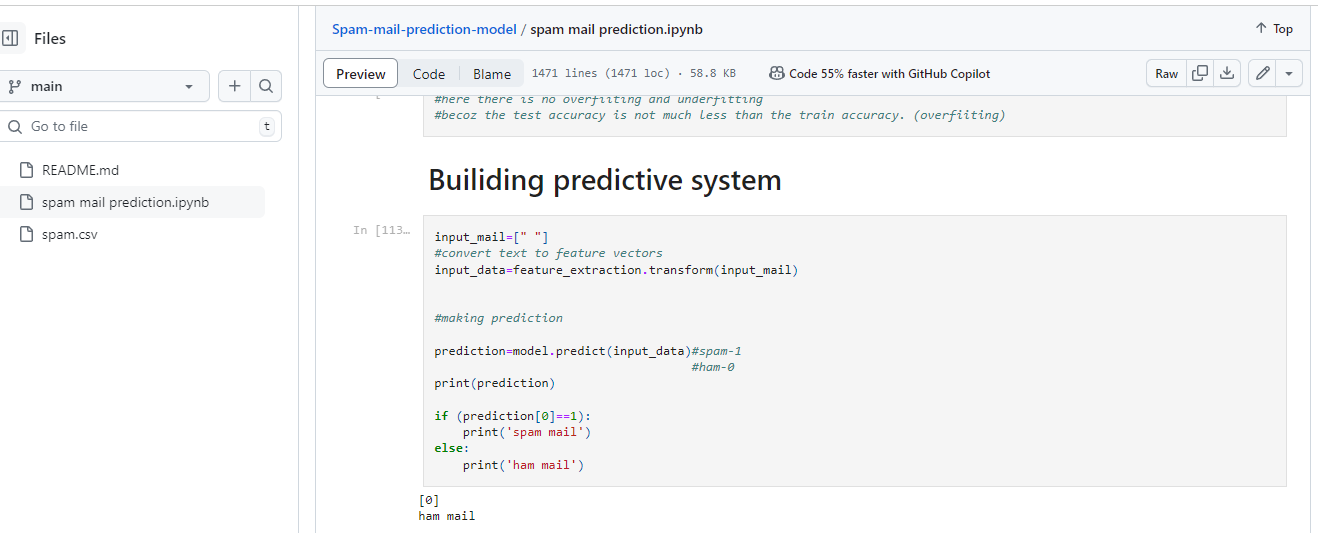 Files
main
Go to file
t
README.md
spam mail prediction.ipynb
spam.csv
Spam-mail-prediction-model / spam mail prediction.ipynb
Top
Preview Code Blame 1471 lines (1471 loc) · 58.8 KB Code 55% faster with GitHub Copilot Raw
#here there is no overfiiting and underfitting
#becoz the test accuracy is not much less than the train accuracy. (overfiiting)
Builiding predictive system
In [113…
input_mail=[" "]
#convert text to feature vectors
input_data=feature_extraction.transform(input_mail)
#making prediction
prediction=model.predict(input_data)#spam-1
#ham-0
print(prediction)
if (prediction[0]==1):
print('spam mail')
else:
print('ham mail')
[0]
ham mail